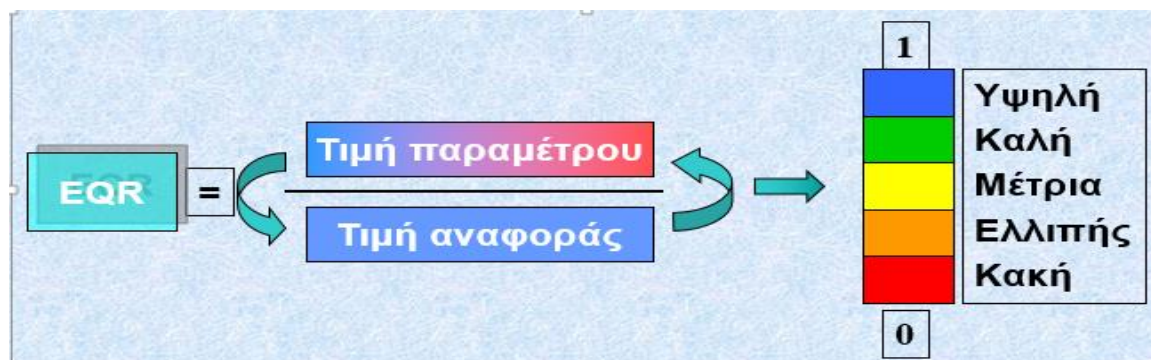 EQR
=
Τιμή παραμέτρου
Τιμή αναφοράς
1
Υψηλή
Καλή
Μέτρια
Ελλιπής
Κακή
0